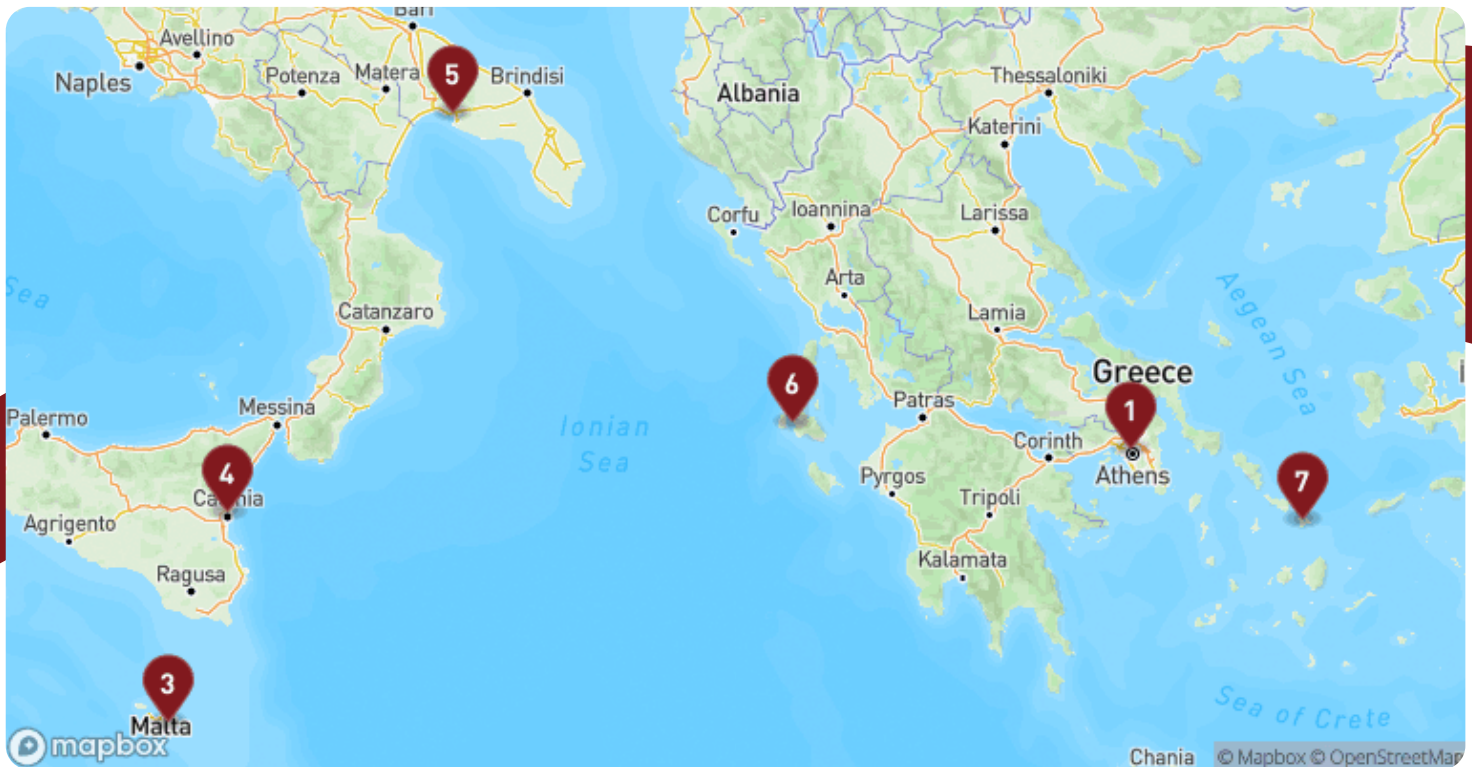 Bari
Avellino
Naples
Potenza
Matera
5
Brindisi
Albania
Thessaloniki
Katerini
Corfu
Ioannina
Larissa
Sea
Arta
Aegean Sea
Catanzaro
Lamia
Greece
6
1
Palermo
Messina
Ionian
Sea
Patras
Corinth
4
Athens
7
Pyrgos
Tripoli
Agrigento
Kalamata
Ragusa
3
Malta
Sea of Crete
mapbox
Chania
© Mapbox © OpenStreetMap